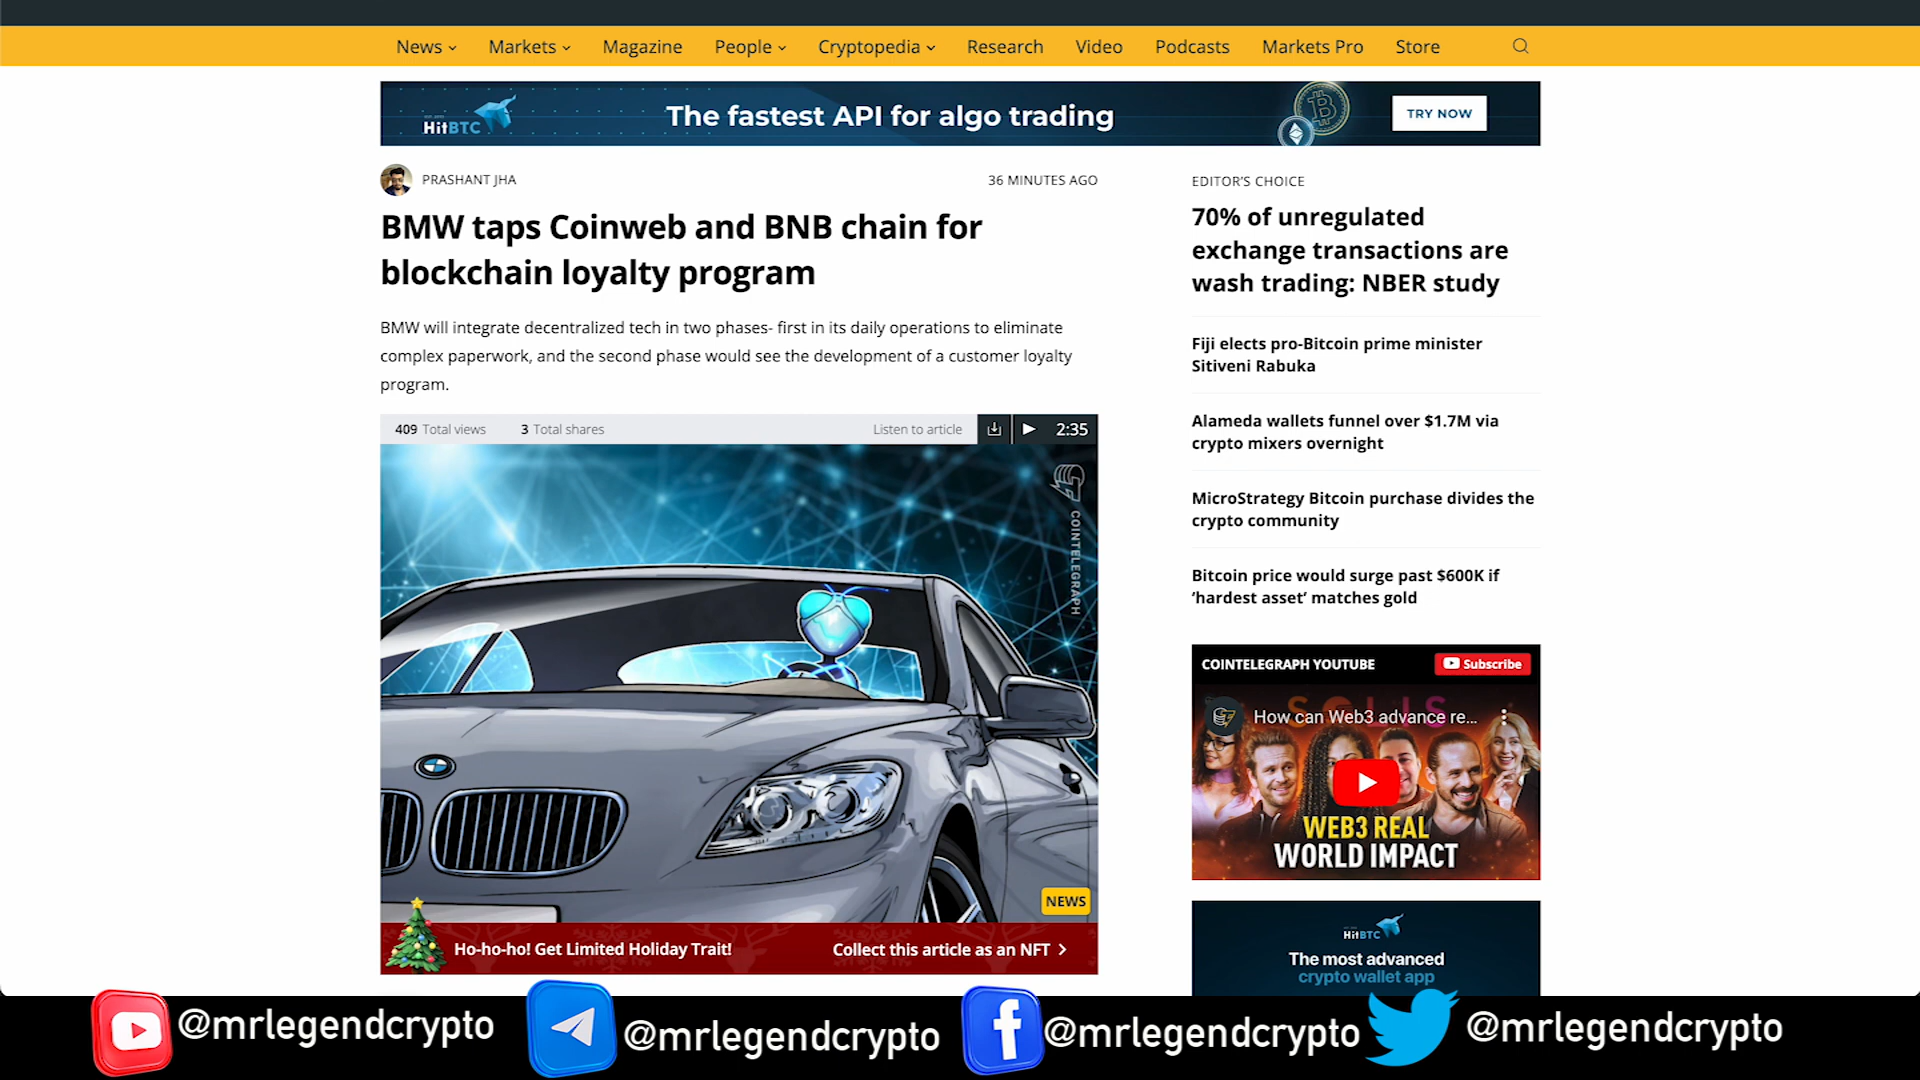 News
Markets
Magazine
People
Cryptopedia
Research
Video
Podcasts
Markets Pro
Store
HitBTC
The fastest API for algo trading
TRY NOW
PRASHANT JHA
36 MINUTES AGO
BMW taps Coinweb and BNB chain for
blockchain loyalty program
BMW will integrate decentralized tech in two phases- first in its daily operations to eliminate
complex paperwork, and the second phase would see the development of a customer loyalty
program.
409 Total views
3 Total shares
Listen to article
2:35
COINTELEGRAPH
NEWS
Ho-ho-ho! Get Limited Holiday Trait!
Collect this article as an NFT
EDITOR'S CHOICE
70% of unregulated
exchange transactions are
wash trading: NBER study
Fiji elects pro-Bitcoin prime minister
Sitiveni Rabuka
Alameda wallets funnel over $1.7M via
crypto mixers overnight
MicroStrategy Bitcoin purchase divides the
crypto community
Bitcoin price would surge past $600K if
'hardest asset' matches gold
COINTELEGRAPH YOUTUBE
Subscribe
How can Web3 advance re...
WEB3 REAL
WORLD IMPACT
HitBTC
The most advanced
crypto wallet app
@mrlegendcrypto
@mrlegendcrypto
@mrlegendcrypto
@mrlegendcrypto